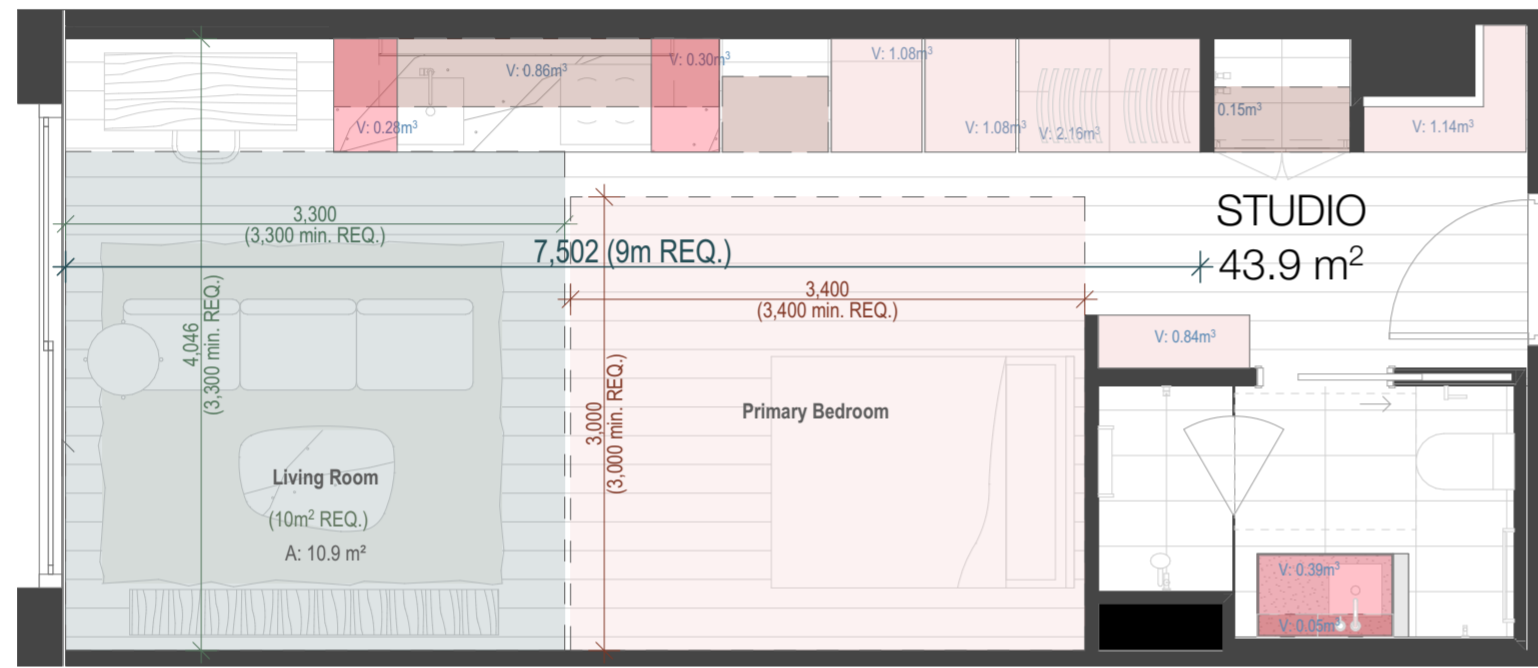 V: 0.86m³
V: 0.30m³
V: 1.08m³
V: 0.28m³
V: 1.08m³
V: 2.16m³
0.15m³
V: 1.14m³
3,300
(3,300 min. REQ.)
7,502 (9m REQ.)
STUDIO
43.9 m²
3,400
(3,400 min. REQ.)
4,046
(3,300 min. REQ.)
V: 0.84m³
3,000
(3,000 min. REQ.)
Primary Bedroom
Living Room
(10m² REQ.)
A: 10.9 m²
V: 0.39m³
V: 0.05m³